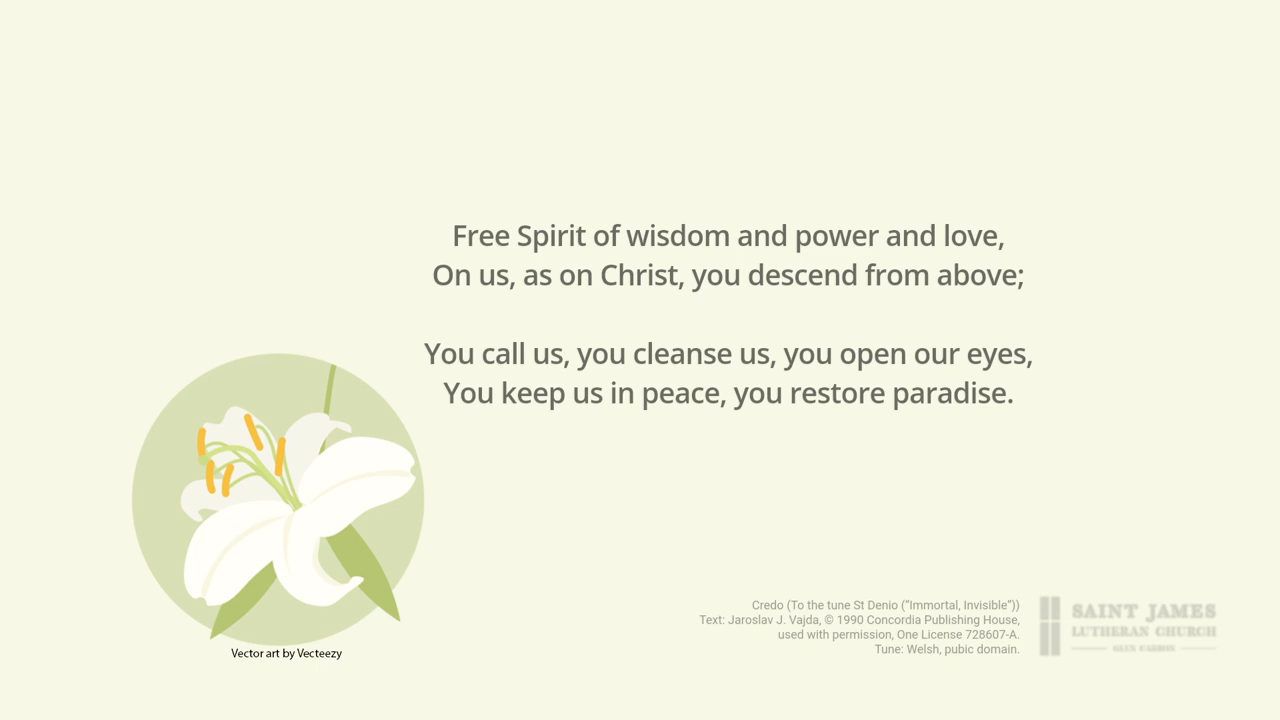 Free Spirit of wisdom and power and love,
On us, as on Christ, you descend from above;
You call us, you cleanse us, you open our eyes,
You keep us in peace, you restore paradise.
Vector art by Vecteezy
Credo (To the tune St Denio (“Immortal, Invisible”))
Text: Jaroslav J. Vajda, © 1990 Concordia Publishing House,
used with permission, One License 728607-A.
Tune: Welsh, pubic domain.
SAINT JAMES
LUTHERAN CHURCH
GLEN CARBON